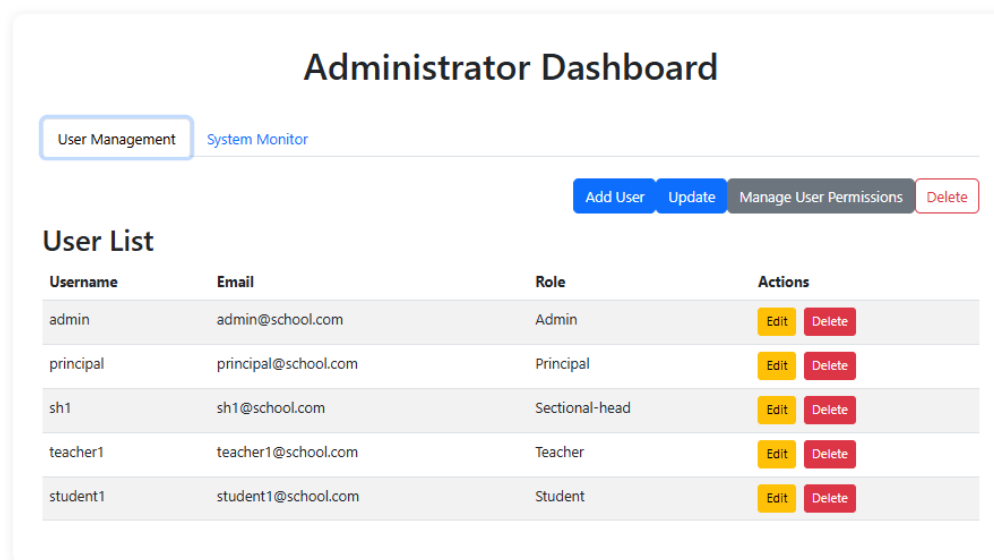 Administrator Dashboard
User Management System Monitor
Add User Update Manage User Permissions Delete
User List
Username Email Role Actions
admin admin@school.com Admin Edit Delete
principal principal@school.com Principal Edit Delete
sh1 sh1@school.com Sectional-head Edit Delete
teacher1 teacher1@school.com Teacher Edit Delete
student1 student1@school.com Student Edit Delete